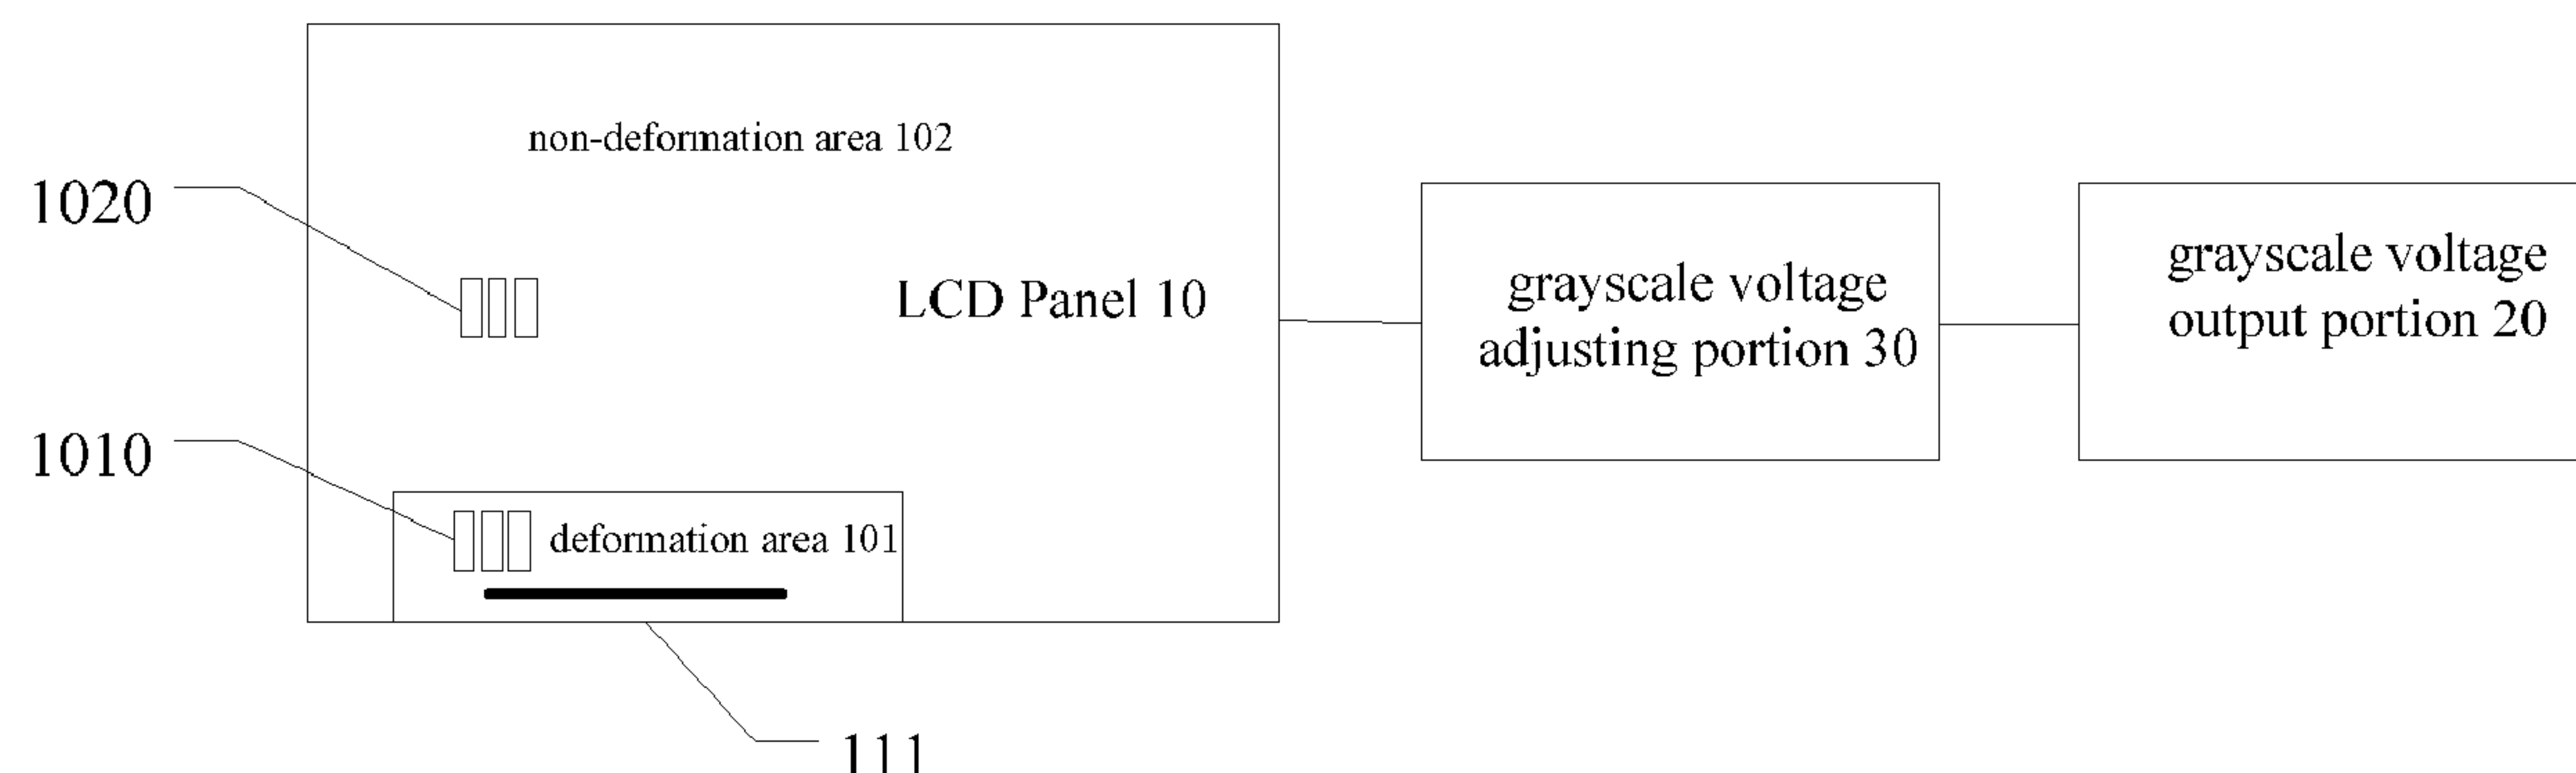 non-deformation area 102
1020
LCD Panel 10
grayscale voltage
adjusting portion 30
grayscale voltage
output portion 20
1010
deformation area 101
111